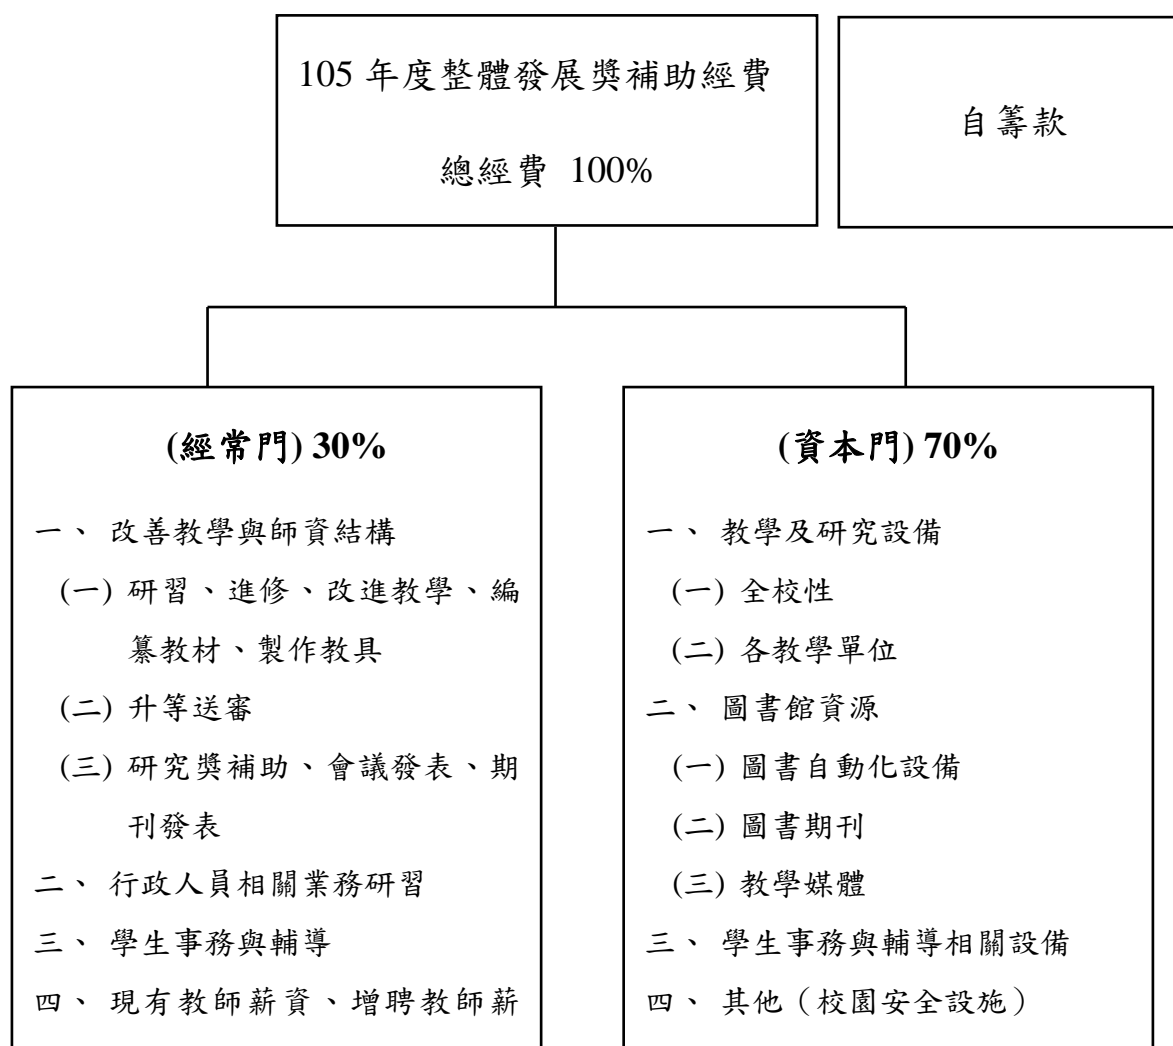 105 年度整體發展獎補助經費
總經費 100%
自籌款
(經常門) 30%
一、 改善教學與師資結構
(一) 研習、進修、改進教學、編
纂教材、製作教具
(二) 升等送審
(三) 研究獎補助、會議發表、期
刊發表
二、 行政人員相關業務研習
三、 學生事務與輔導
四、 現有教師薪資、增聘教師薪
(資本門) 70%
一、 教學及研究設備
(一) 全校性
(二) 各教學單位
二、 圖書館資源
(一) 圖書自動化設備
(二) 圖書期刊
(三) 教學媒體
三、 學生事務與輔導相關設備
四、 其他（校園安全設施）